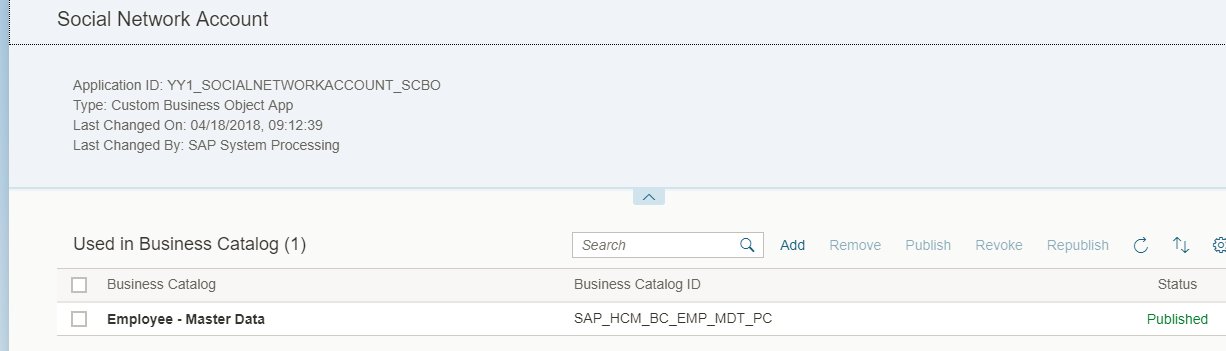 Social Network Account
Application ID: YY1_SOCIALNETWORKACCOUNT_SCBO
Type: Custom Business Object App
Last Changed On: 04/18/2018, 09:12:39
Last Changed By: SAP System Processing
Used in Business Catalog (1) Search Add Remove Publish Revoke Republish
Business Catalog Business Catalog ID Status
Employee - Master Data SAP_HCM_BC_EMP_MDT_PC Published